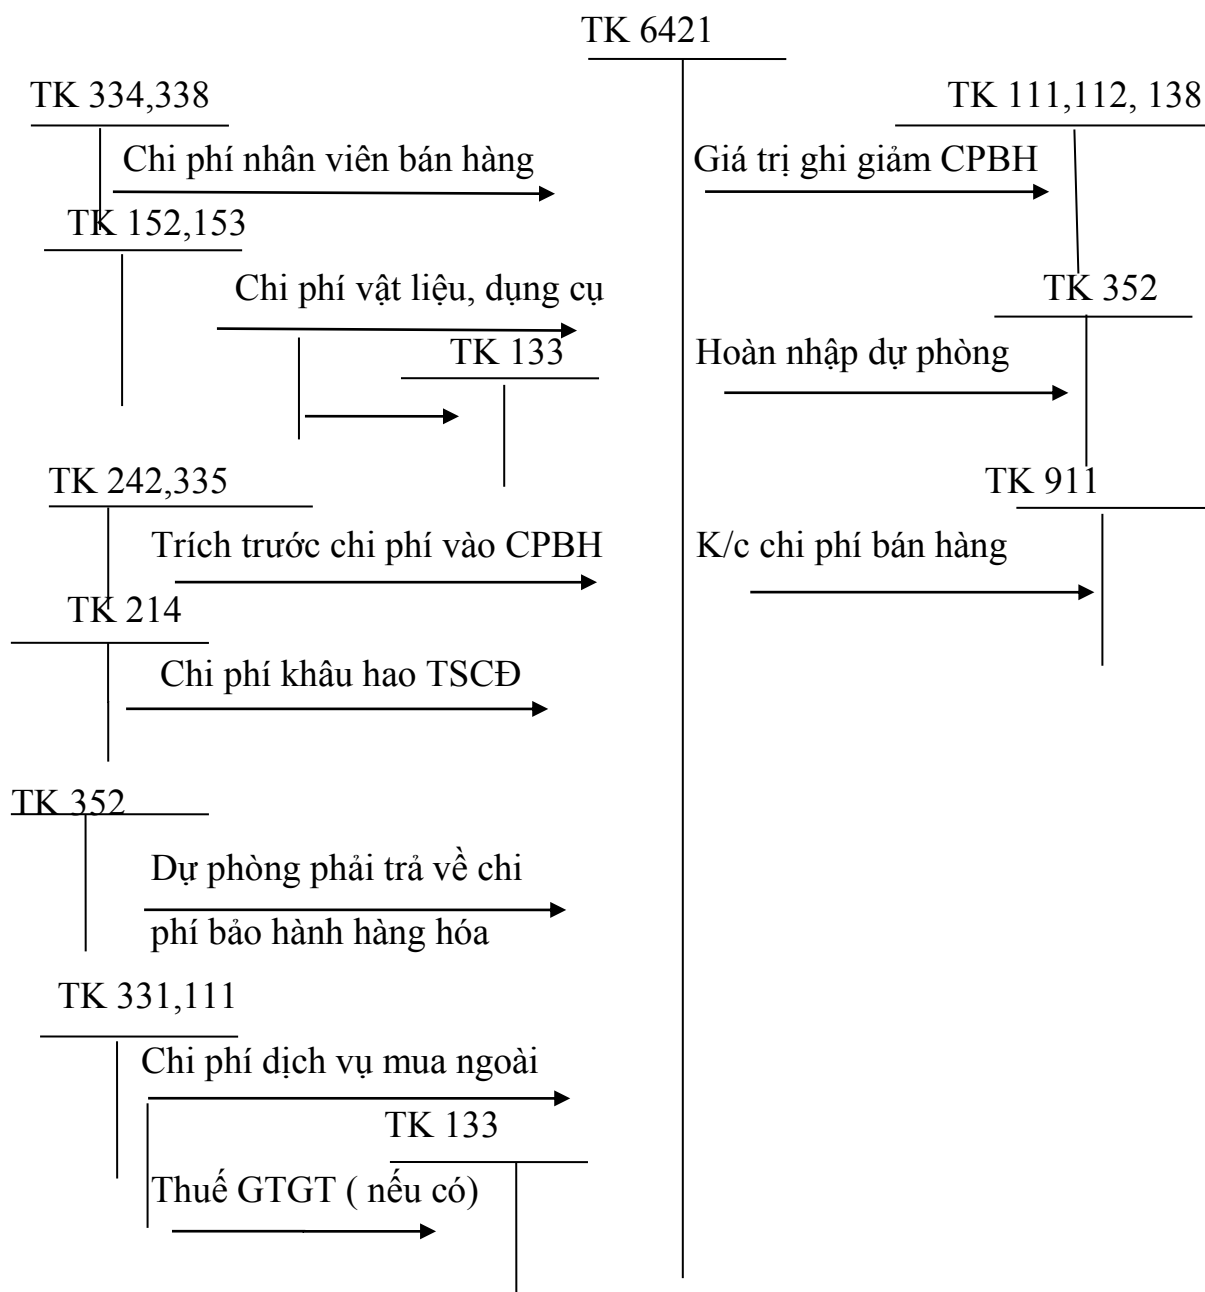 TK 6421
TK 334,338
TK 111,112, 138
Chi phí nhân viên bán hàng
Giá trị ghi giảm CPBH
TK 152,153
Chi phí vật liệu, dụng cụ
TK 352
TK 133
Hoàn nhập dự phòng
TK 242,335
TK 911
Trích trước chi phí vào CPBH
K/c chi phí bán hàng
TK 214
Chi phí khâu hao TSCĐ
TK 352
Dự phòng phải trả về chi
phí bảo hành hàng hóa
TK 331,111
Chi phí dịch vụ mua ngoài
TK 133
Thuế GTGT ( nếu có)